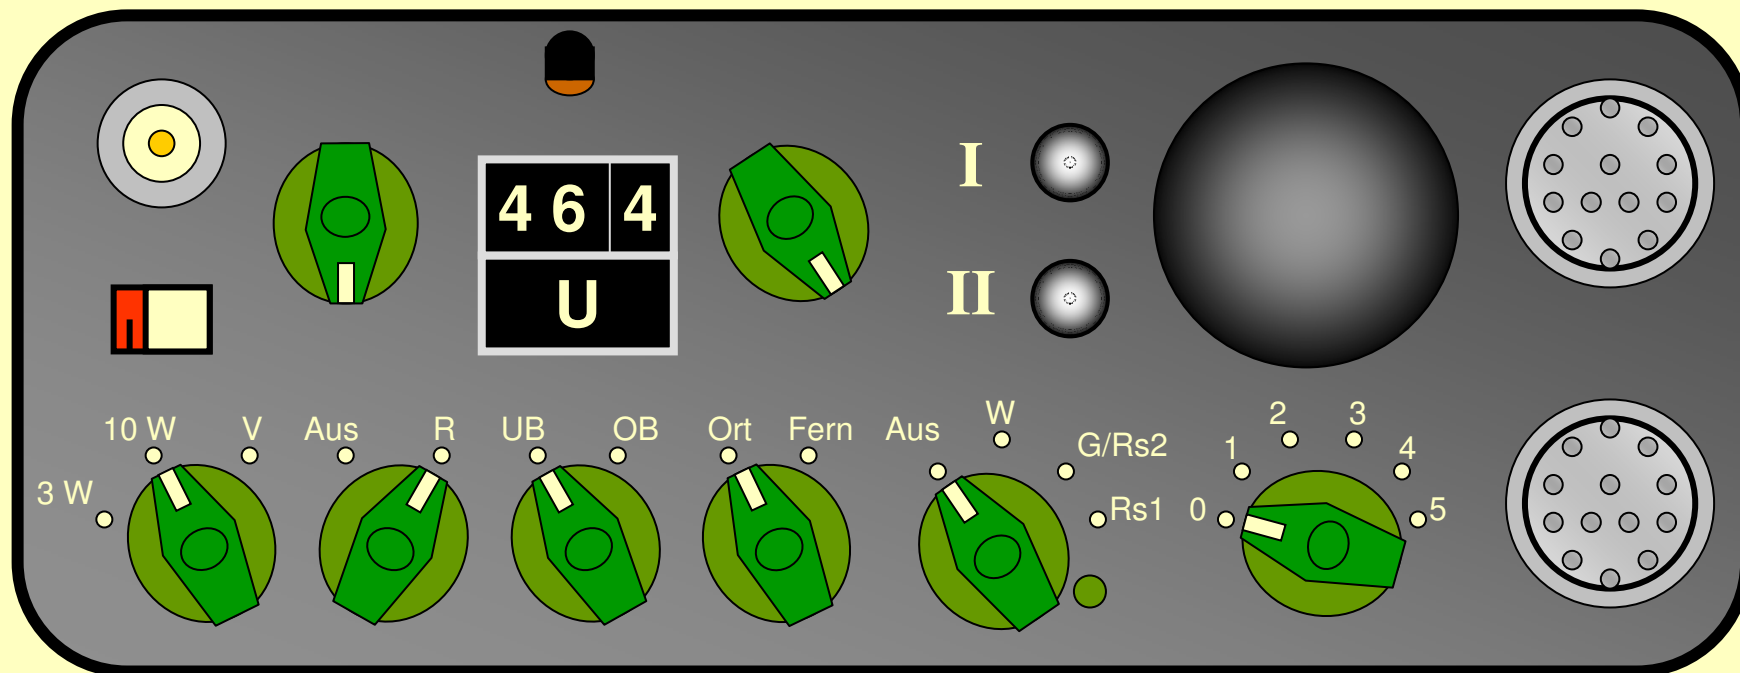 I
4 6 4
II
U
10 W V Aus R UB OB Ort Fern Aus W G/Rs2
3 W Rs1
0 1 2 3 4 5